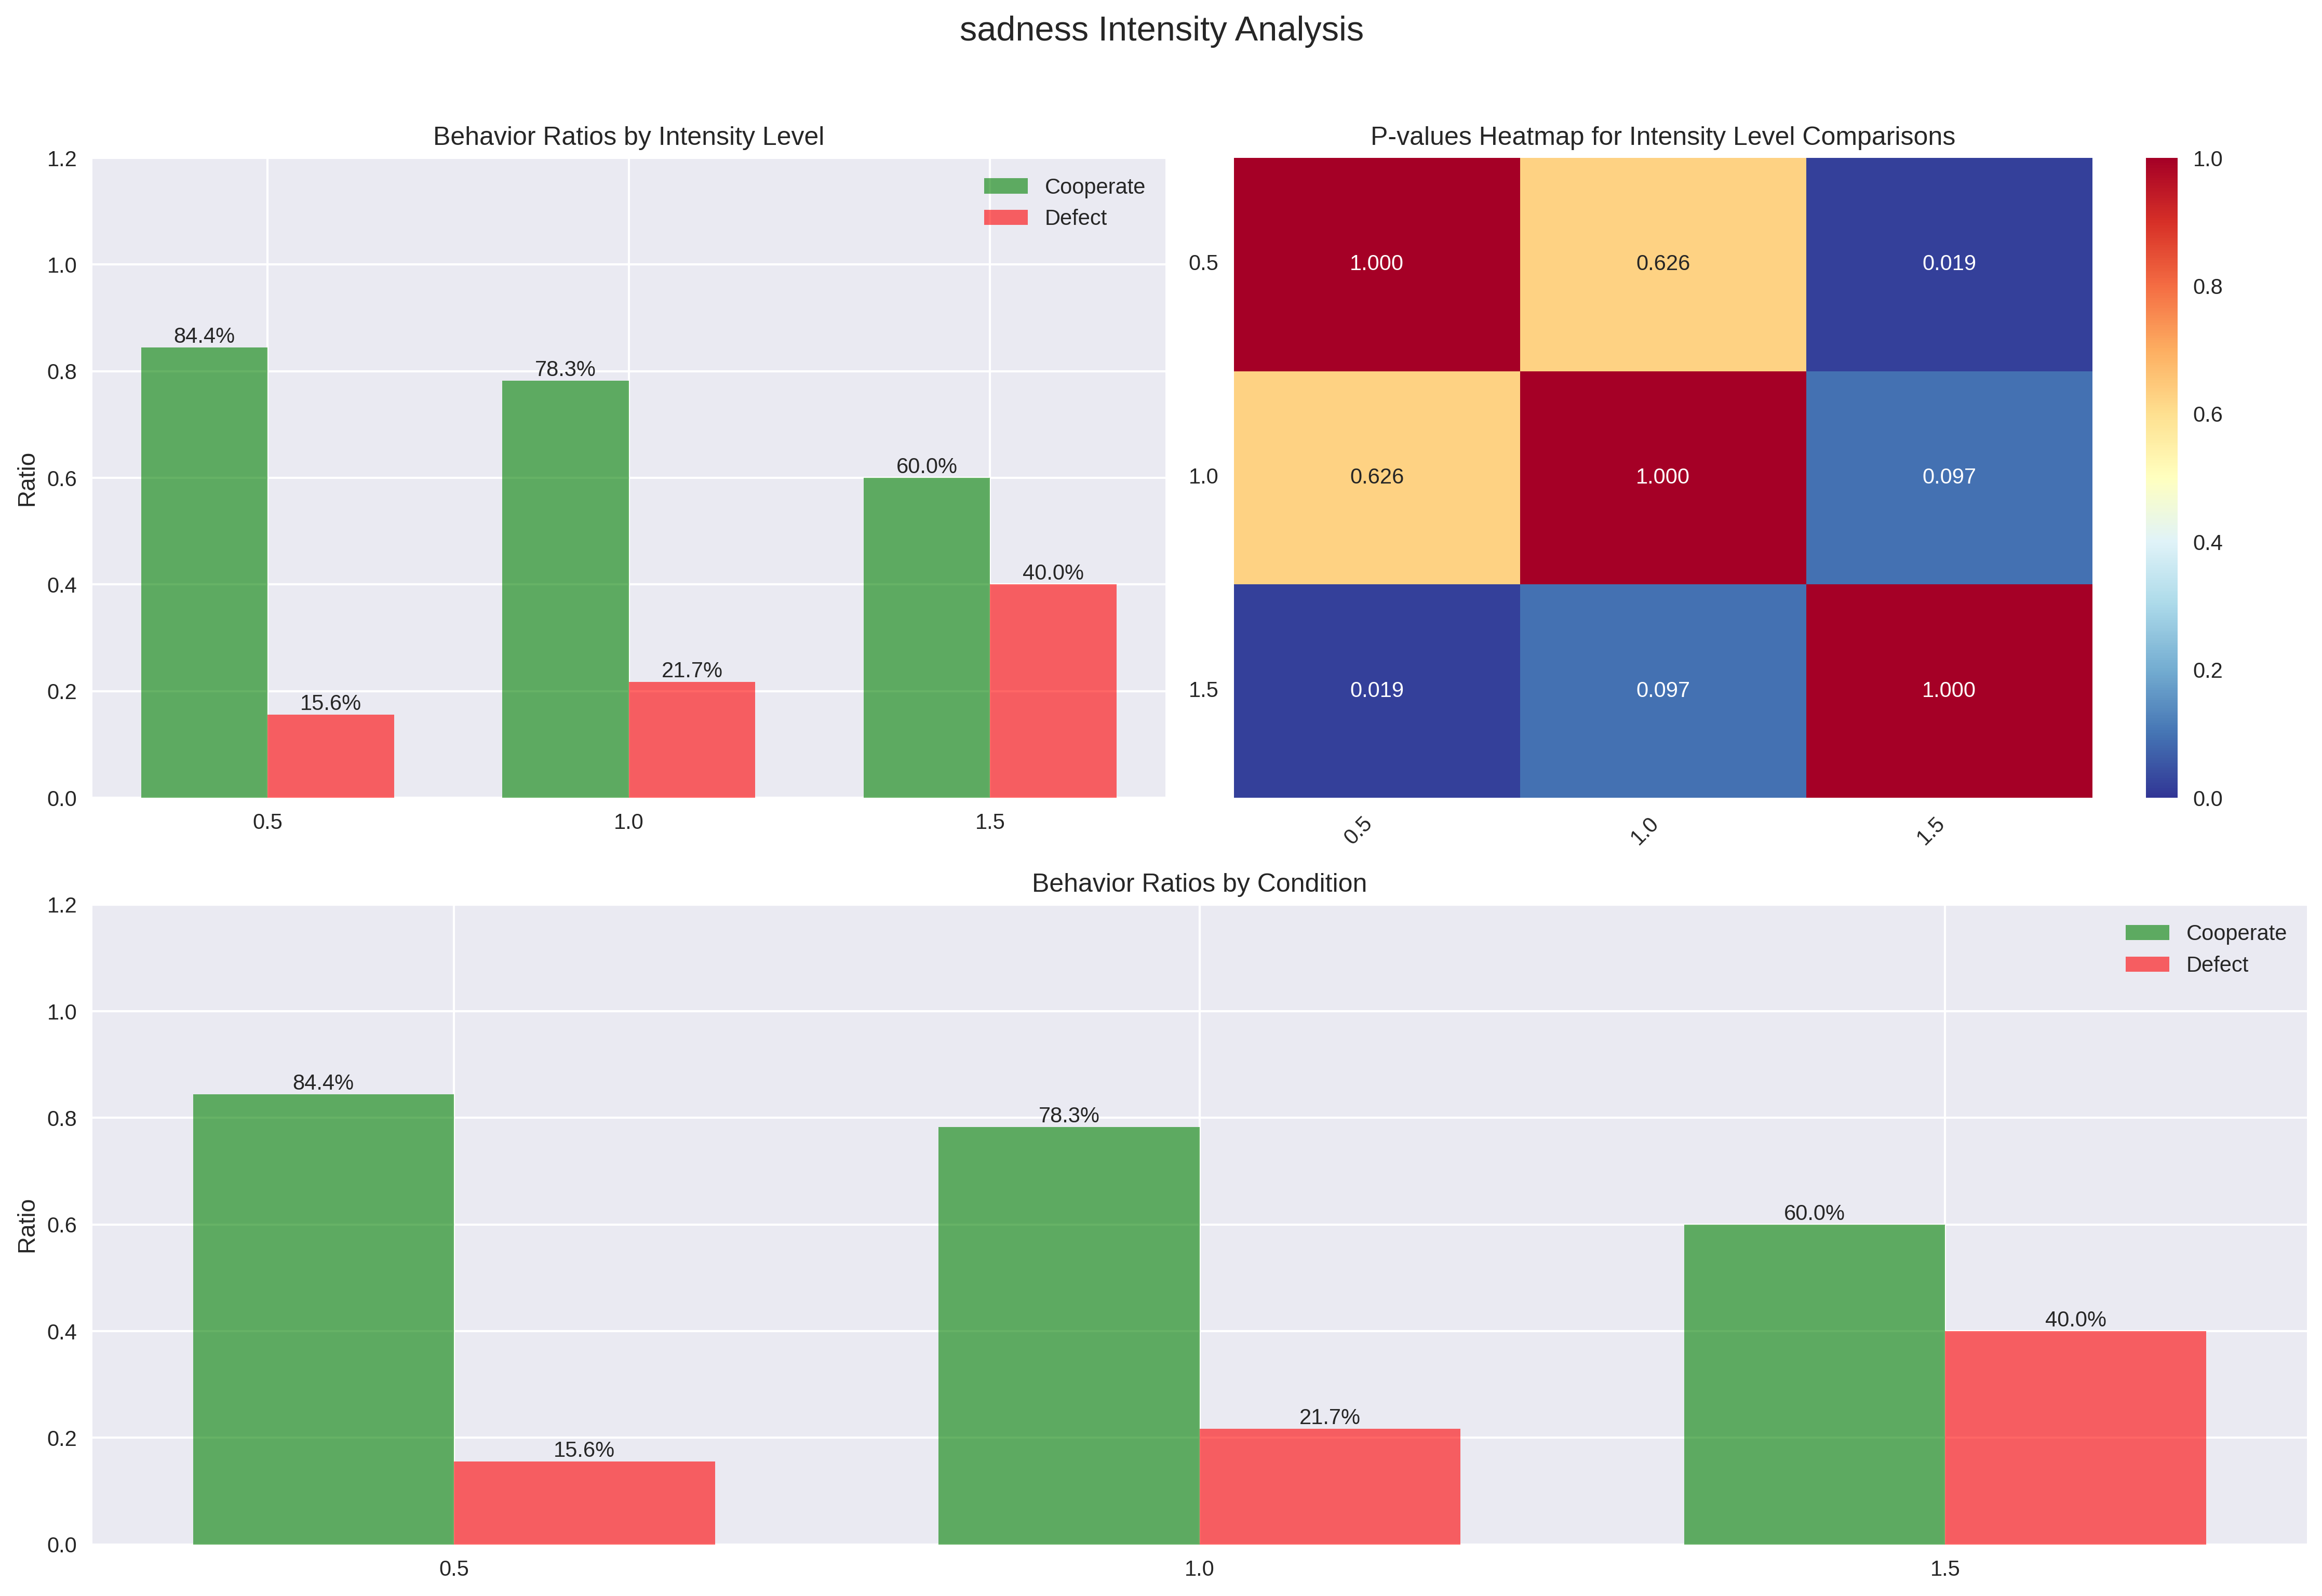 sadness Intensity Analysis
Behavior Ratios by Intensity Level
1.2
1.0
0.8
0.6
0.4
0.2
0.0
Ratio
Cooperate
Defect
84.4%
15.6%
78.3%
21.7%
60.0%
40.0%
0.5 1.0 1.5
P-values Heatmap for Intensity Level Comparisons
0.5 1.000 0.626 0.019
1.0 0.626 1.000 0.097
1.5 0.019 0.097 1.000
0.5 1.0 1.5
1.0
0.8
0.6
0.4
0.2
0.0
Behavior Ratios by Condition
1.2
1.0
0.8
0.6
0.4
0.2
0.0
Ratio
Cooperate
Defect
84.4%
15.6%
78.3%
21.7%
60.0%
40.0%
0.5 1.0 1.5